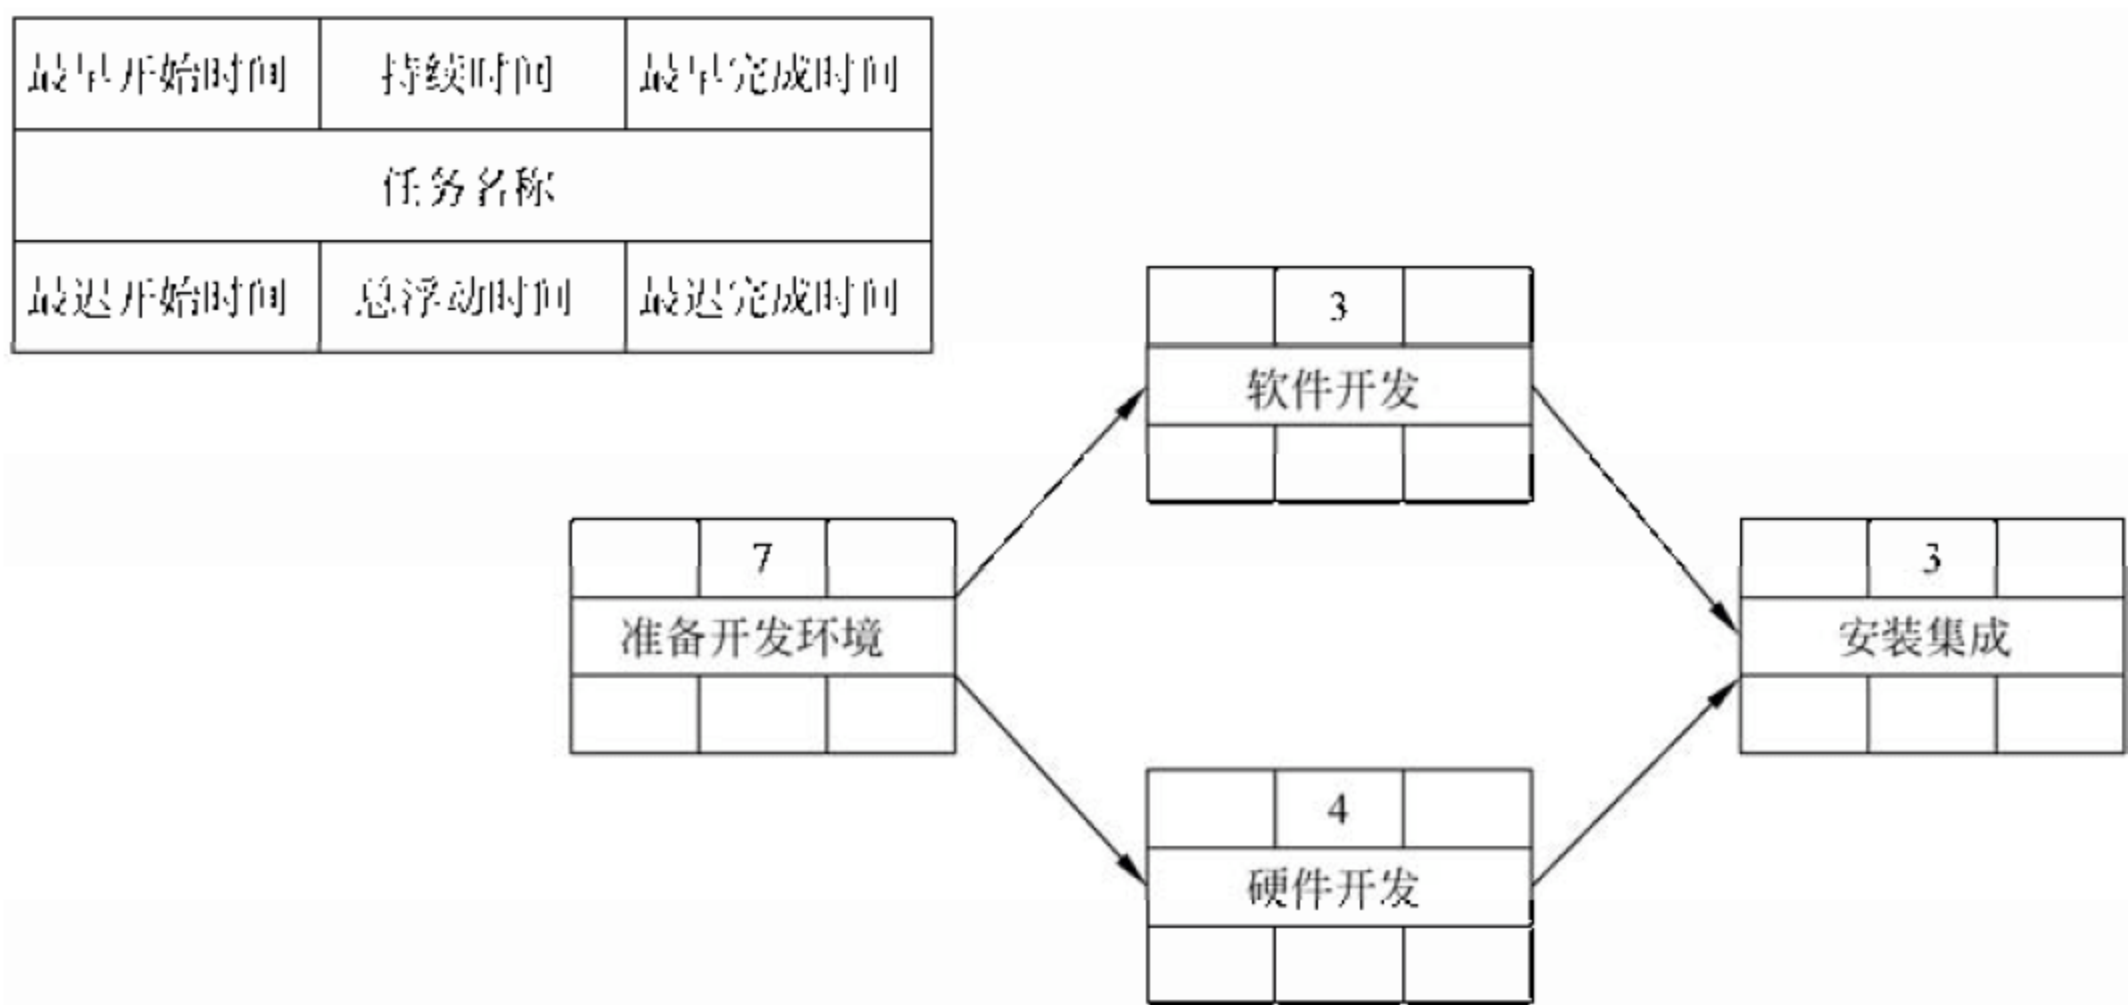 最早开始时间 持续时间 最早完成时间
任务名称
最迟开始时间 总浮动时间 最迟完成时间
3
软件开发
7
准备开发环境
3
安装集成
4
硬件开发